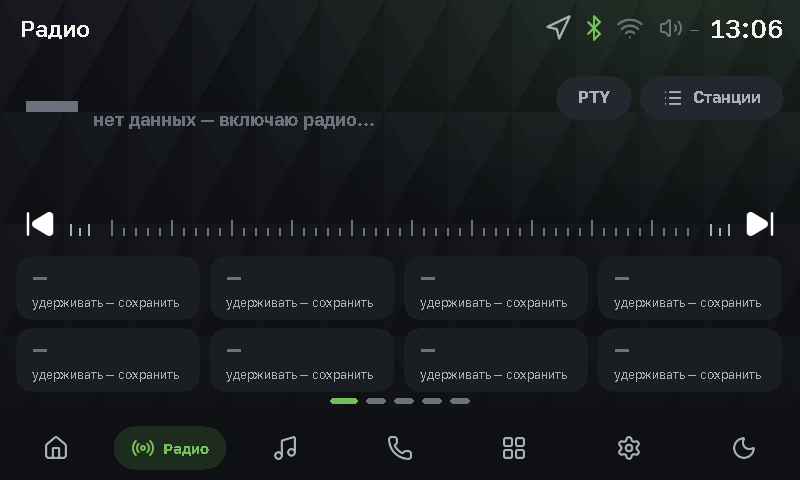 Радио
– 13:06
PTY
Станции
— нет данных — включаю радио...
— — — —
удерживать — сохранить удерживать — сохранить удерживать — сохранить удерживать — сохранить
— — — —
удерживать — сохранить удерживать — сохранить удерживать — сохранить удерживать — сохранить
Радио